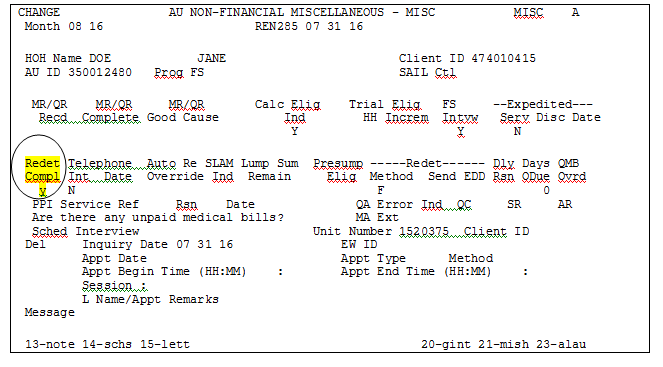 CHANGE AU NON-FINANCIAL MISCELLANEOUS - MISC MISC A
Month 08 16 REN285 07 31 16
HOH Name DOE JANE Client ID 474010415
AU ID 350012480 Prog FS SAIL Ctl
MR/QR MR/QR MR/QR Calc Elig Trial Elig FS --Expedited---
Recd Complete Good Cause Ind HH Increm Intvw Serv Disc Date
Y Y N
Redet Telephone Auto Re SLAM Lump Sum Presump -----Redet------ Dly Days QMB
Compl Int Date Override Ind Remain Elig Method Send EDD Rsn ODue Ovrd
y N F 0
PPI Service Ref Rsn Date QA Error Ind QC SR AR
Are there any unpaid medical bills? MA Ext
Sched Interview Unit Number 1520375 Client ID
Del Inquiry Date 07 31 16 EW ID
Appt Date Appt Type Method
Appt Begin Time (HH:MM) : Appt End Time (HH:MM) :
Session :
L Name/Appt Remarks
Message
13-note 14-schs 15-lett 20-gint 21-mish 23-alau